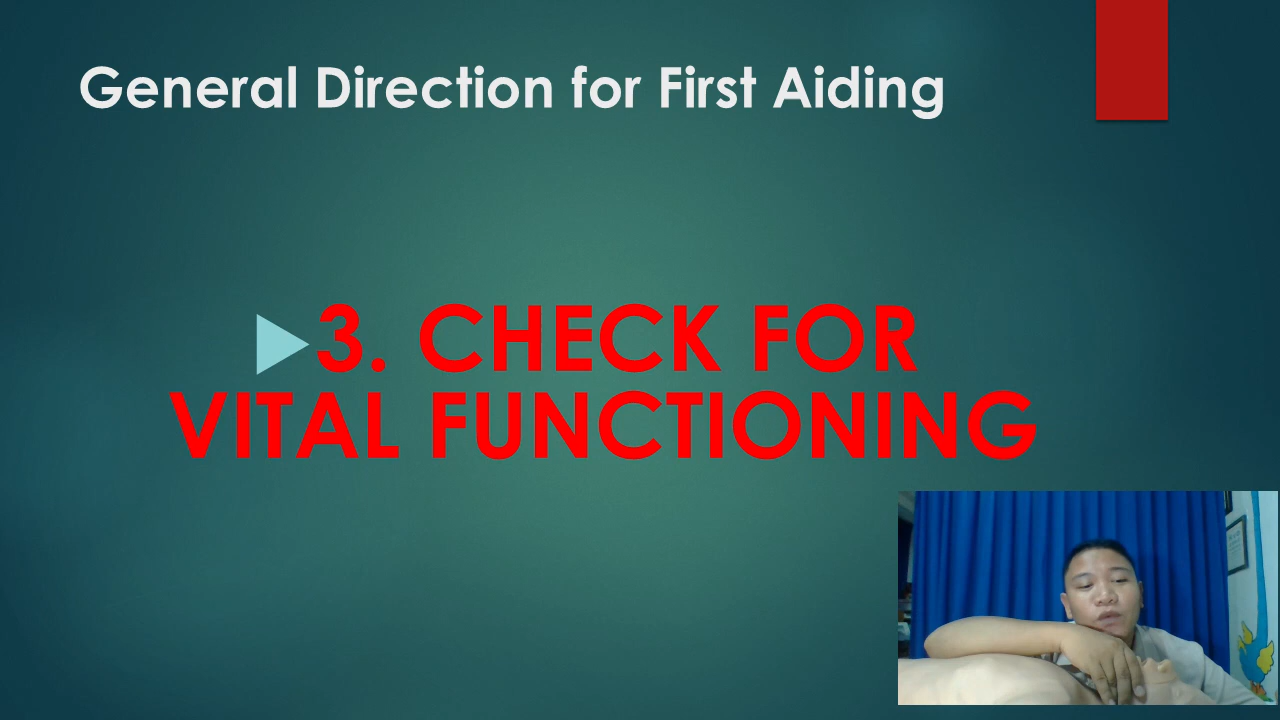 General Direction for First Aiding
3. CHECK FOR
VITAL FUNCTIONING